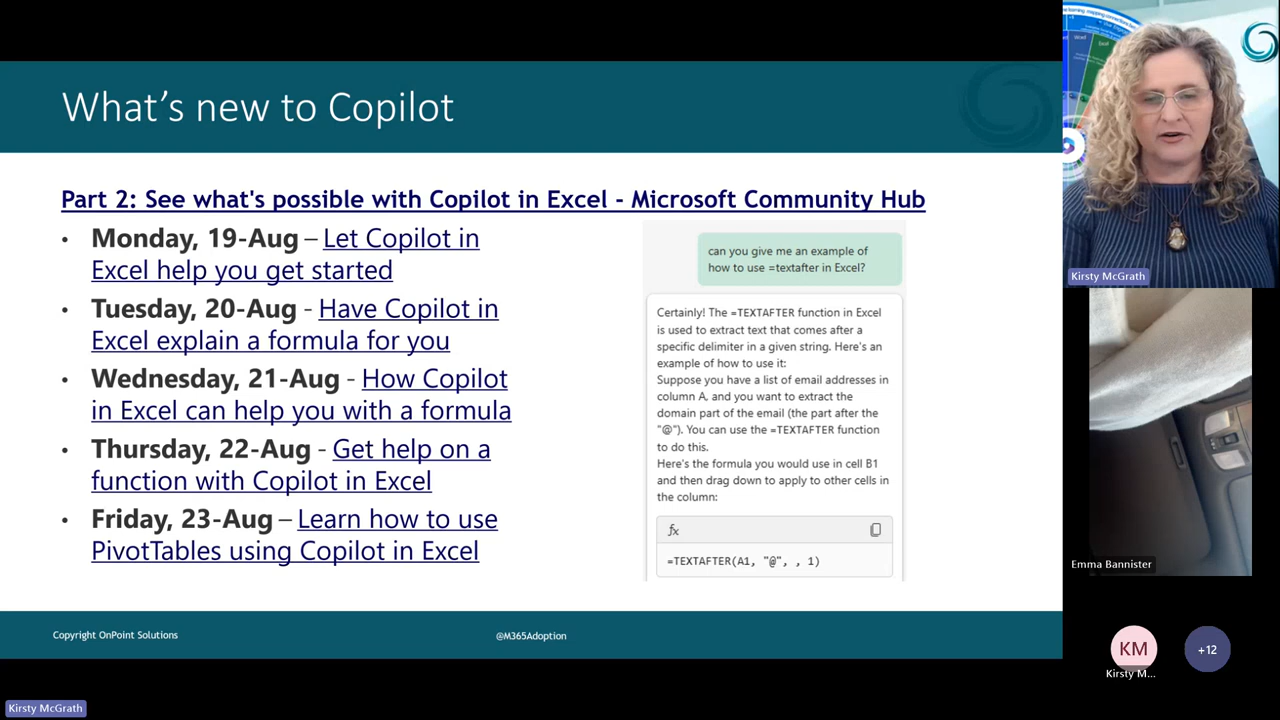 What's new to Copilot
Part 2: See what's possible with Copilot in Excel - Microsoft Community Hub
• Monday, 19-Aug – Let Copilot in
Excel help you get started
• Tuesday, 20-Aug - Have Copilot in
Excel explain a formula for you
• Wednesday, 21-Aug - How Copilot
in Excel can help you with a formula
• Thursday, 22-Aug - Get help on a
function with Copilot in Excel
• Friday, 23-Aug – Learn how to use
PivotTables using Copilot in Excel
can you give me an example of
how to use =textafter in Excel?
Certainly! The =TEXTAFTER function in Excel
is used to extract text that comes after a
specific delimiter in a given string. Here's an
example of how to use it:
Suppose you have a list of email addresses in
column A, and you want to extract the
domain part of the email (the part after the
"@"). You can use the =TEXTAFTER function
to do this.
Here's the formula you would use in cell B1
and then drag down to apply to other cells in
the column:
fx
=TEXTAFTER(A1, "@", , 1)
Copyright OnPoint Solutions
@M365Adoption
Kirsty McGrath
Word
Excel
Kirsty McGrath
Emma Bannister
KM
Kirsty M...
+12